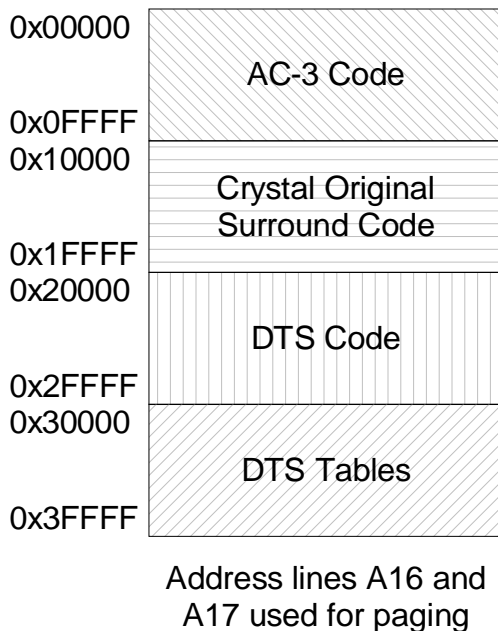 0x00000
AC-3 Code
0x0FFFF
0x10000
Crystal Original
Surround Code
0x1FFFF
0x20000
DTS Code
0x2FFFF
0x30000
DTS Tables
0x3FFFF
Address lines A16 and
A17 used for paging